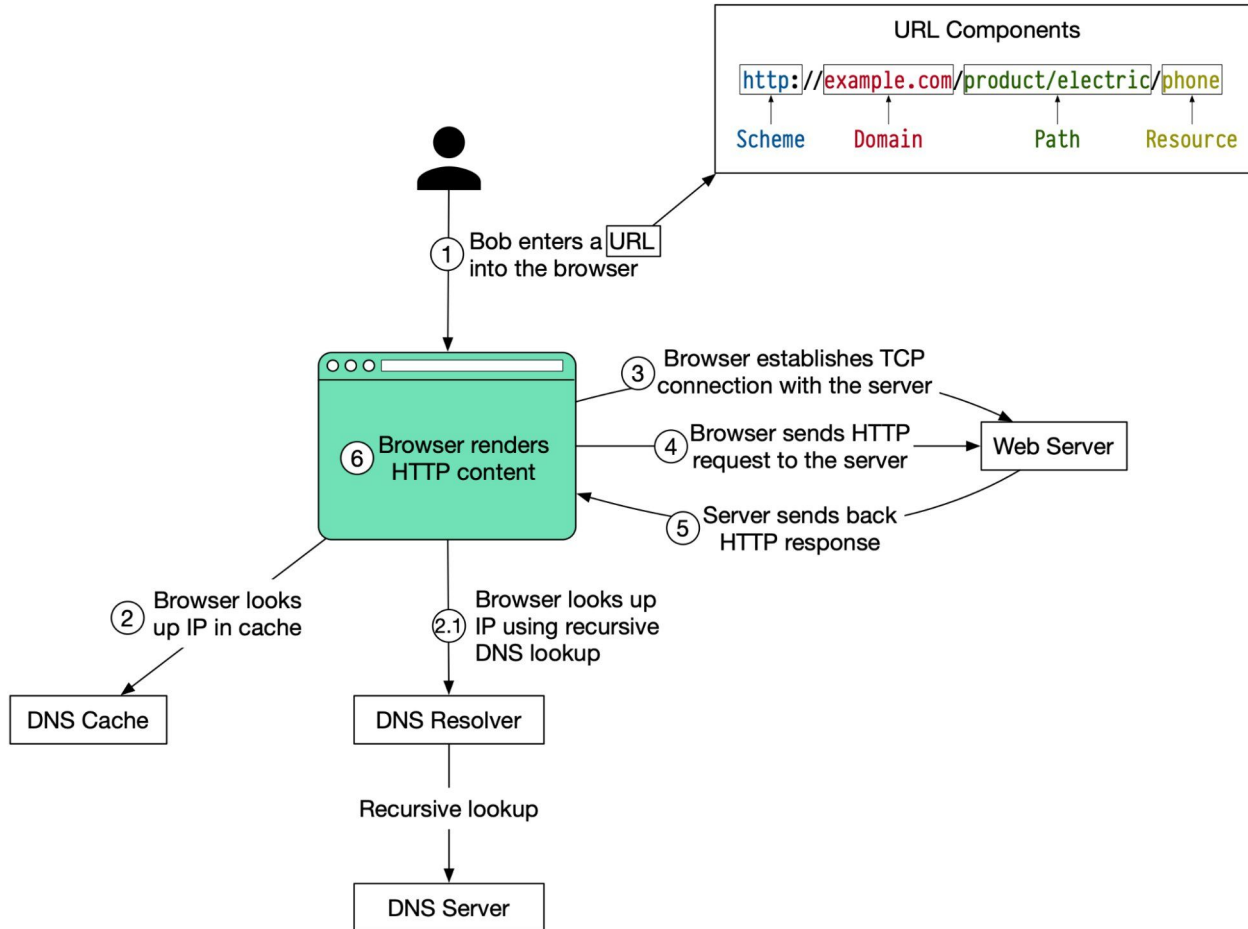 URL Components
http://example.com/product/electric/phone
Scheme Domain Path Resource
1 Bob enters a URL
into the browser
3 Browser establishes TCP
connection with the server
6 Browser renders
HTTP content
4 Browser sends HTTP
request to the server
Web Server
5 Server sends back
HTTP response
2 Browser looks
up IP in cache
2.1 Browser looks up
IP using recursive
DNS lookup
DNS Cache
DNS Resolver
Recursive lookup
DNS Server